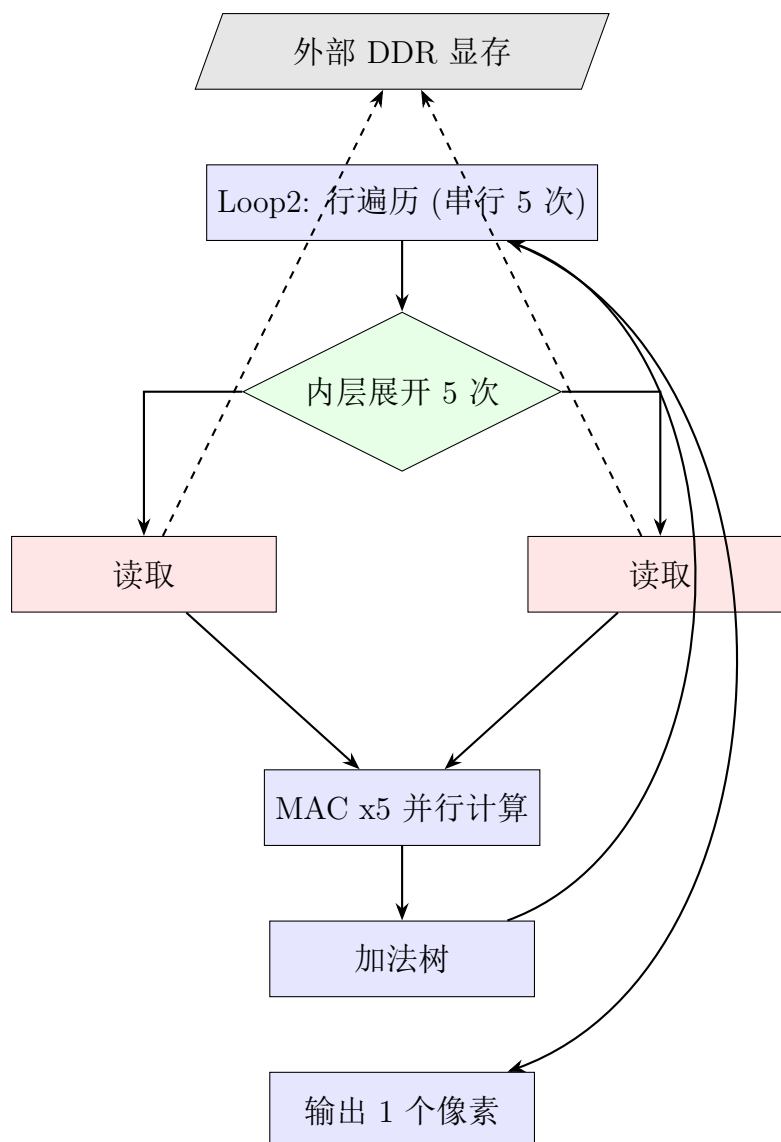 外部 DDR 显存
Loop2: 行遍历 (串行 5 次)
内层展开 5 次
读取
读取
MAC x5 并行计算
加法树
输出 1 个像素